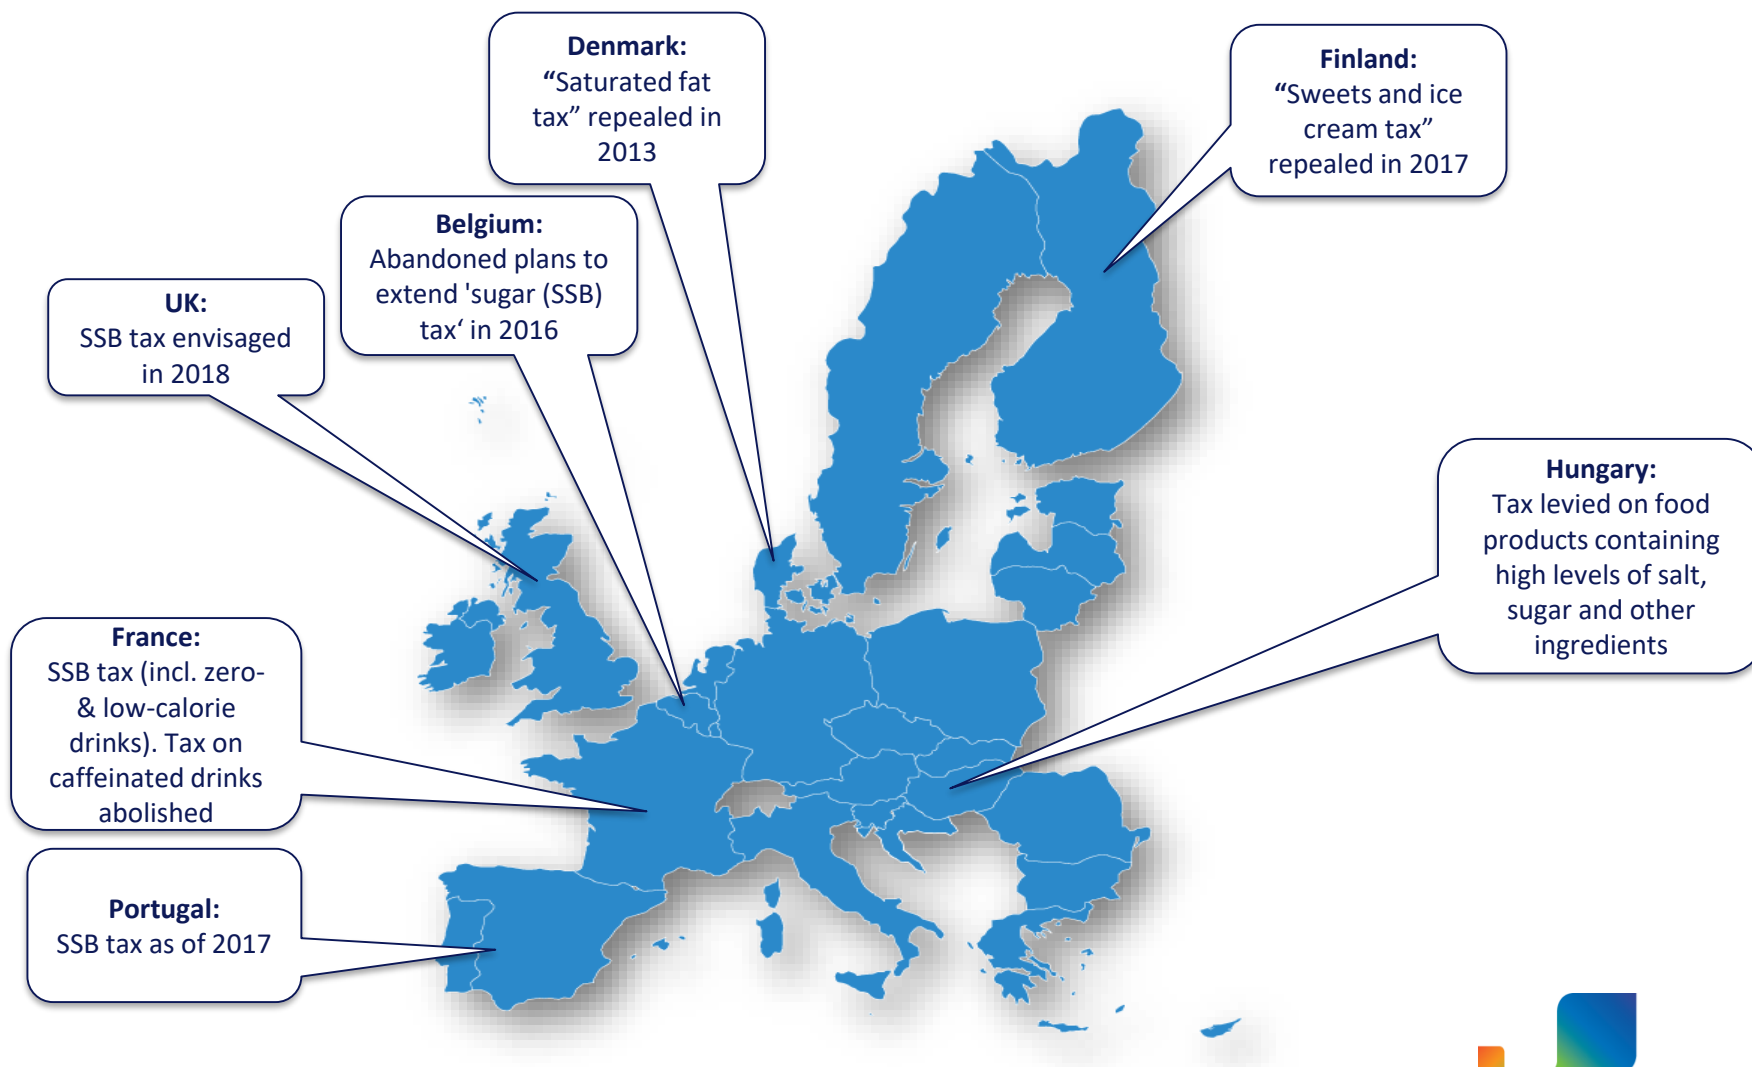 Denmark:
“Saturated fat
tax” repealed in
2013
Finland:
“Sweets and ice
cream tax”
repealed in 2017
Belgium:
Abandoned plans to
extend 'sugar (SSB)
tax‘ in 2016
UK:
SSB tax envisaged
in 2018
Hungary:
Tax levied on food
products containing
high levels of salt,
sugar and other
ingredients
France:
SSB tax (incl. zero-
& low-calorie
drinks). Tax on
caffeinated drinks
abolished
Portugal:
SSB tax as of 2017